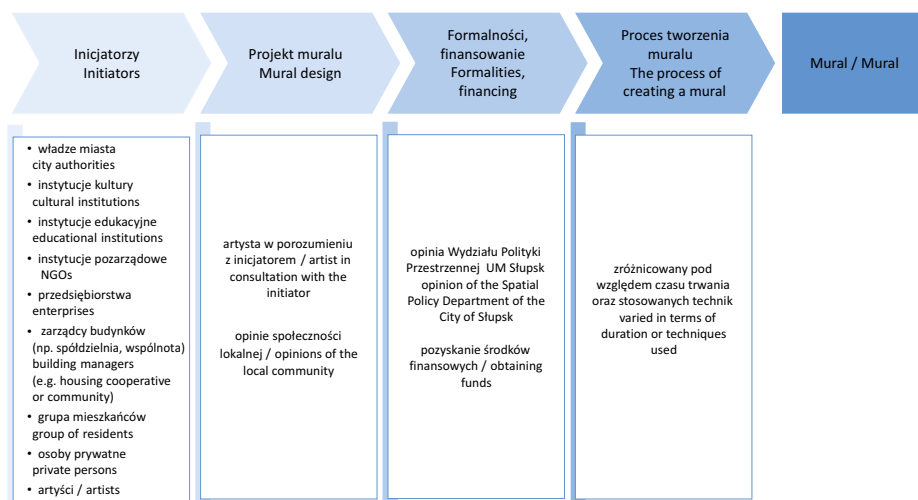 Inicjatorzy
Initiators
Projekt muralu
Mural design
Formalności,
finansowanie
Formalities,
financing
Proces tworzenia
muralu
The process of
creating a mural
Mural / Mural
• władze miasta
city authorities
• instytucje kultury
cultural institutions
• instytucje edukacyjne
educational institutions
• instytucje pozarządowe
NGOs
• przedsiębiorstwa
enterprises
• zarządcy budynków
(np. spółdzielnia, wspólnota)
building managers
(e.g. housing cooperative
or community)
• grupa mieszkańców
group of residents
• osoby prywatne
private persons
• artyści / artists
artysta w porozumieniu
z inicjatorem / artist in
consultation with the
initiator
opinie społeczności
lokalnej / opinions of the
local community
opinia Wydziału Polityki
Przestrzennej UM Słupsk
opinion of the Spatial
Policy Department of the
City of Słupsk
pozyskanie środków
finansowych / obtaining
funds
zróżnicowany pod
względem czasu trwania
oraz stosowanych technik
varied in terms of
duration or techniques
used